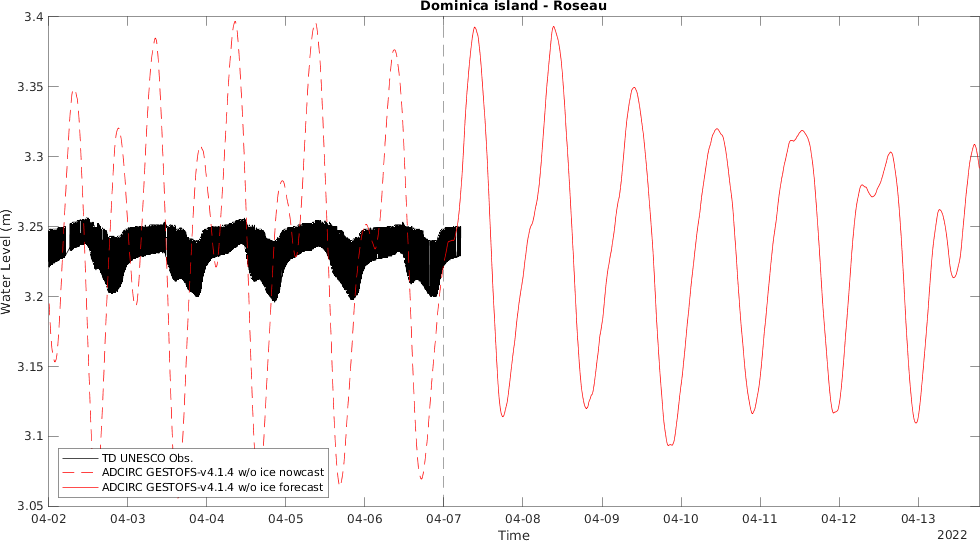 Dominica island - Roseau
3.4
3.35
3.3
3.25
3.2
3.15
3.1
3.05
Water Level (m)
TD UNESCO Obs.
ADCIRC GESTOFS-v4.1.4 w/o ice nowcast
ADCIRC GESTOFS-v4.1.4 w/o ice forecast
04-02 04-03 04-04 04-05 04-06 04-07 04-08 04-09 04-10 04-11 04-12 04-13
Time
2022